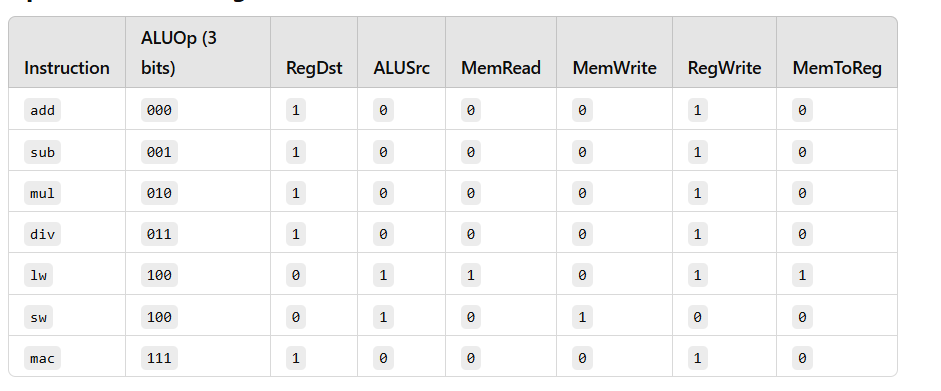 Instruction ALUOp (3 bits) RegDst ALUSrc MemRead MemWrite RegWrite MemToReg
add 000 1 0 0 0 1 0
sub 001 1 0 0 0 1 0
mul 010 1 0 0 0 1 0
div 011 1 0 0 0 1 0
lw 100 0 1 1 0 1 1
sw 100 0 1 0 1 0 0
mac 111 1 0 0 0 1 0